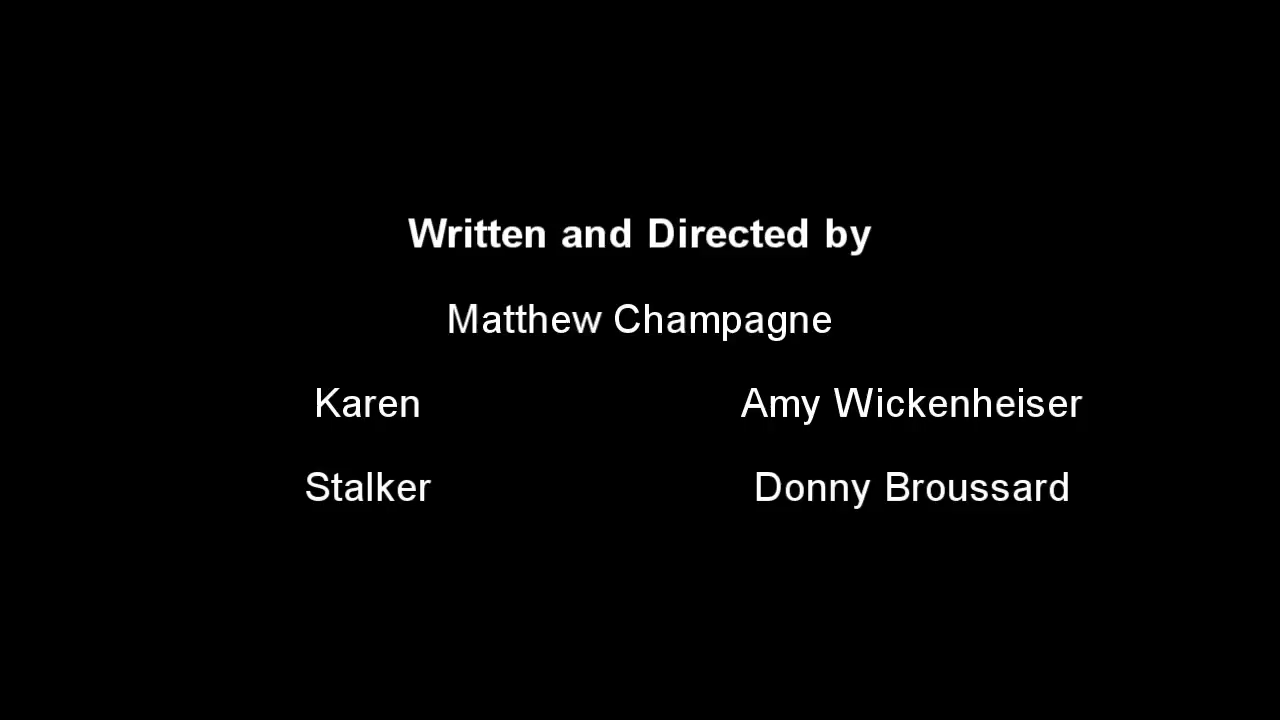 Written and Directed by
Matthew Champagne
Karen Amy Wickenheiser
Stalker Donny Broussard